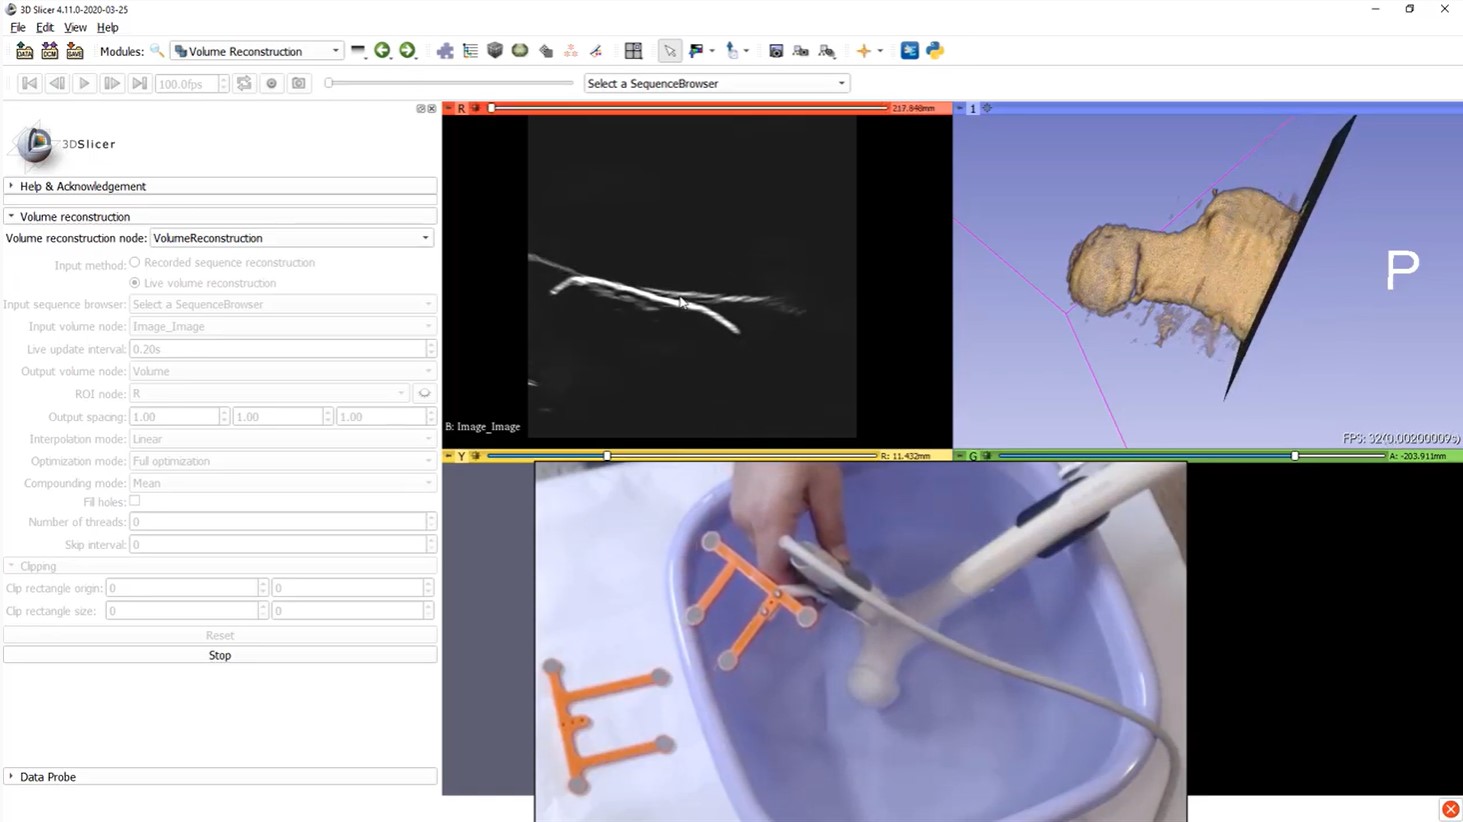 3D Slicer 4.11.0-2020-03-25
File Edit View Help
DATA DCM SAVE Modules: Volume Reconstruction
100.0fps Select a SequenceBrowser
R 217.848mm 1
3DSlicer
Help & Acknowledgement
Volume reconstruction
Volume reconstruction node: VolumeReconstruction
Input method: Recorded sequence reconstruction
Live volume reconstruction
Input sequence browser: Select a SequenceBrowser
Input volume node: Image_Image
Live update interval: 0.20s
Output volume node: Volume
ROI node: R
Output spacing: 1.00 1.00 1.00
Interpolation mode: Linear
Optimization mode: Full optimization
Compounding mode: Mean
Fill holes:
Number of threads: 0
Skip interval: 0
Clipping
Clip rectangle origin: 0 0
Clip rectangle size: 0 0
Reset
Stop
Data Probe
B: Image_Image
P
FPS: 32(0.00200009s)
Y R: 11.432mm G A: -203.911mm